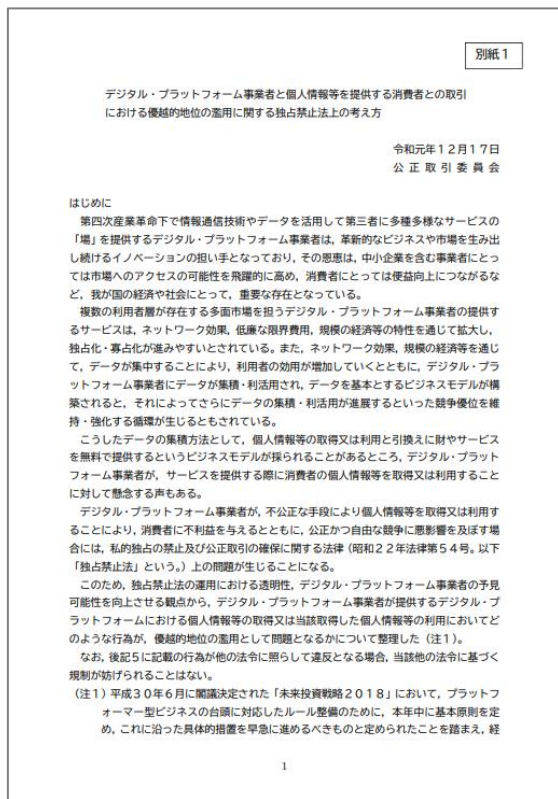 別紙1
デジタル・プラットフォーム事業者と個人情報等を提供する消費者との取引
における優越的地位の濫用に関する独占禁止法上の考え方
令和元年12月17日
公正取引委員会
はじめに
第四次産業革命下で情報通信技術やデータを活用して第三者に多種多様なサービスの
「場」を提供するデジタル・プラットフォーム事業者は，革新的なビジネスや市場を生み出
し続けるイノベーションの担い手となっており，その恩恵は，中小企業を含む事業者にとっ
ては市場へのアクセスの可能性を飛躍的に高め，消費者にとっては便益向上につながるな
ど，我が国の経済や社会にとって，重要な存在となっている。
複数の利用者層が存在する多面市場を担うデジタル・プラットフォーム事業者の提供す
るサービスは，ネットワーク効果，低廉な限界費用，規模の経済等の特性を通じて拡大し，
独占化・寡占化が進みやすいとされている。また，ネットワーク効果，規模の経済等を通じ
て，データが集中することにより，利用者の効用が増加していくとともに，デジタル・プラ
ットフォーム事業者にデータが集積・利活用され，データを基本とするビジネスモデルが構
築されると，それによってさらにデータの集積・利活用が進展するといった競争優位を維
持・強化する循環が生じるともされている。
こうしたデータの集積方法として，個人情報等の取得又は利用と引換えに財やサービス
を無料で提供するというビジネスモデルが採られることがあるところ，デジタル・プラット
フォーム事業者が，サービスを提供する際に消費者の個人情報等を取得又は利用すること
に対して懸念する声もある。
デジタル・プラットフォーム事業者が，不公正な手段により個人情報等を取得又は利用す
ることにより，消費者に不利益を与えるとともに，公正かつ自由な競争に悪影響を及ぼす場
合には，私的独占の禁止及び公正取引の確保に関する法律（昭和22年法律第54号。以下
「独占禁止法」という。）上の問題が生じることになる。
このため，独占禁止法の運用における透明性，デジタル・プラットフォーム事業者の予見
可能性を向上させる観点から，デジタル・プラットフォーム事業者が提供するデジタル・プ
ラットフォームにおける個人情報等の取得又は当該取得した個人情報等の利用においてど
のような行為が，優越的地位の濫用として問題となるかについて整理した（注1）。
なお，後記5に記載の行為が他の法令に照らして違反となる場合，当該他の法令に基づく
規制が妨げられることはない。
（注1）平成30年6月に閣議決定された「未来投資戦略2018」において，プラットフ
ォーマー型ビジネスの台頭に対応したルール整備のために，本年中に基本原則を定
め，これに沿った具体的措置を早急に進めるべきものと定められたことを踏まえ，経
1